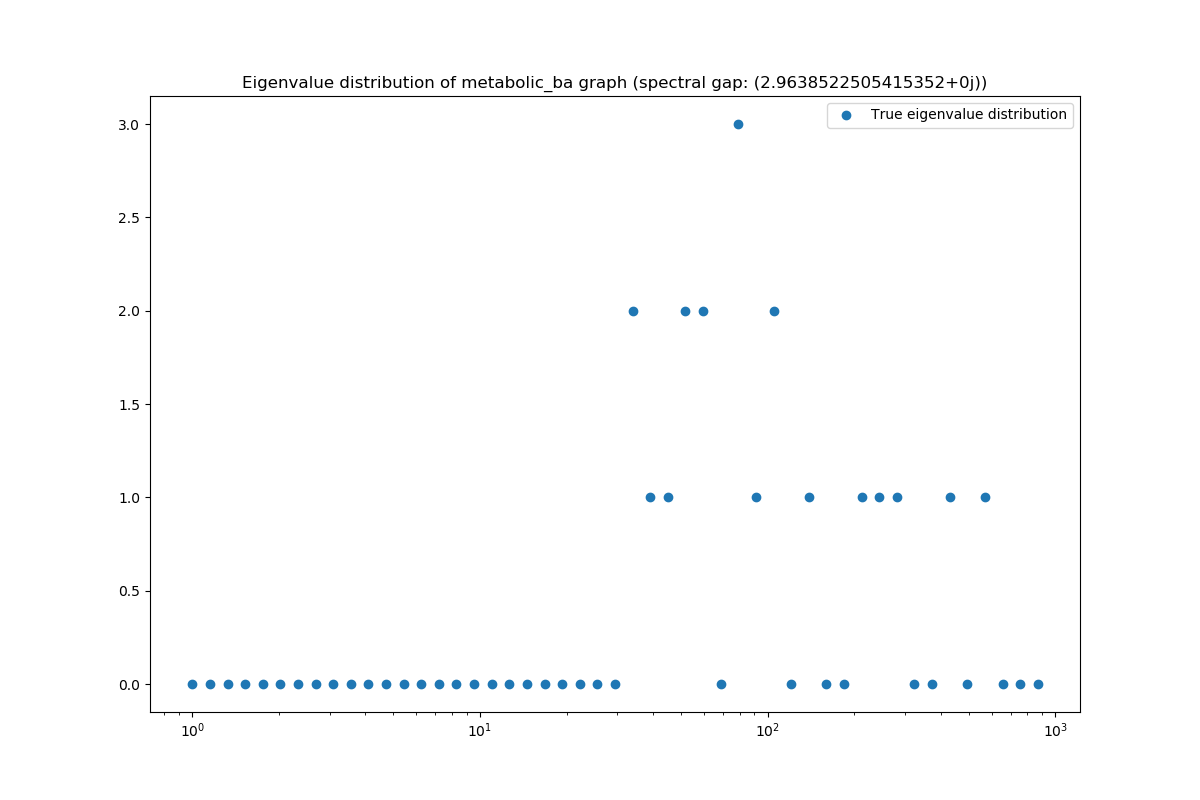 Eigenvalue distribution of metabolic_ba graph (spectral gap: (2.9638522505415352+0j))
True eigenvalue distribution
3.0
2.5
2.0
1.5
1.0
0.5
0.0
10⁰ 10¹ 10² 10³